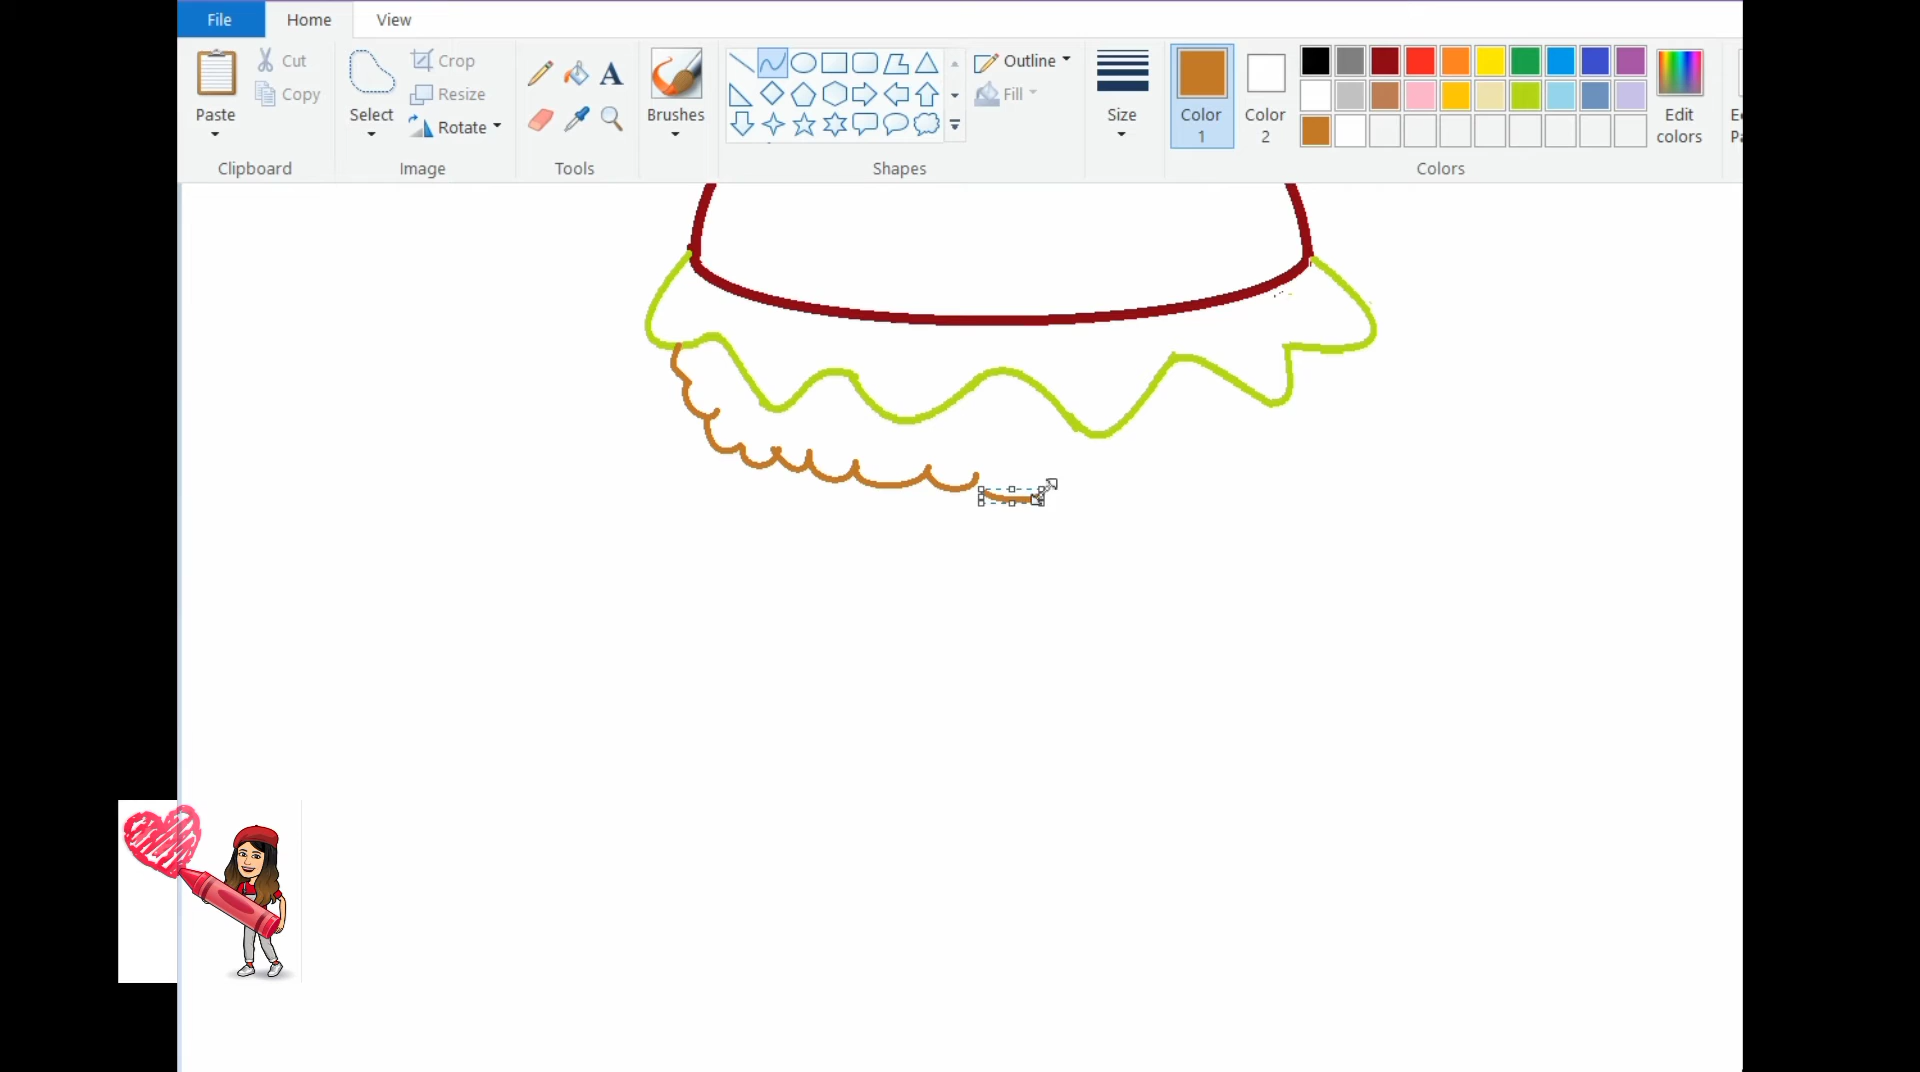 File Home View
Paste
Cut
Copy
Clipboard
Select
Crop
Resize
Rotate
Image
A
Tools
Brushes
Outline
Fill
Shapes
Size
Color
1
Color
2
Edit
colors
Colors